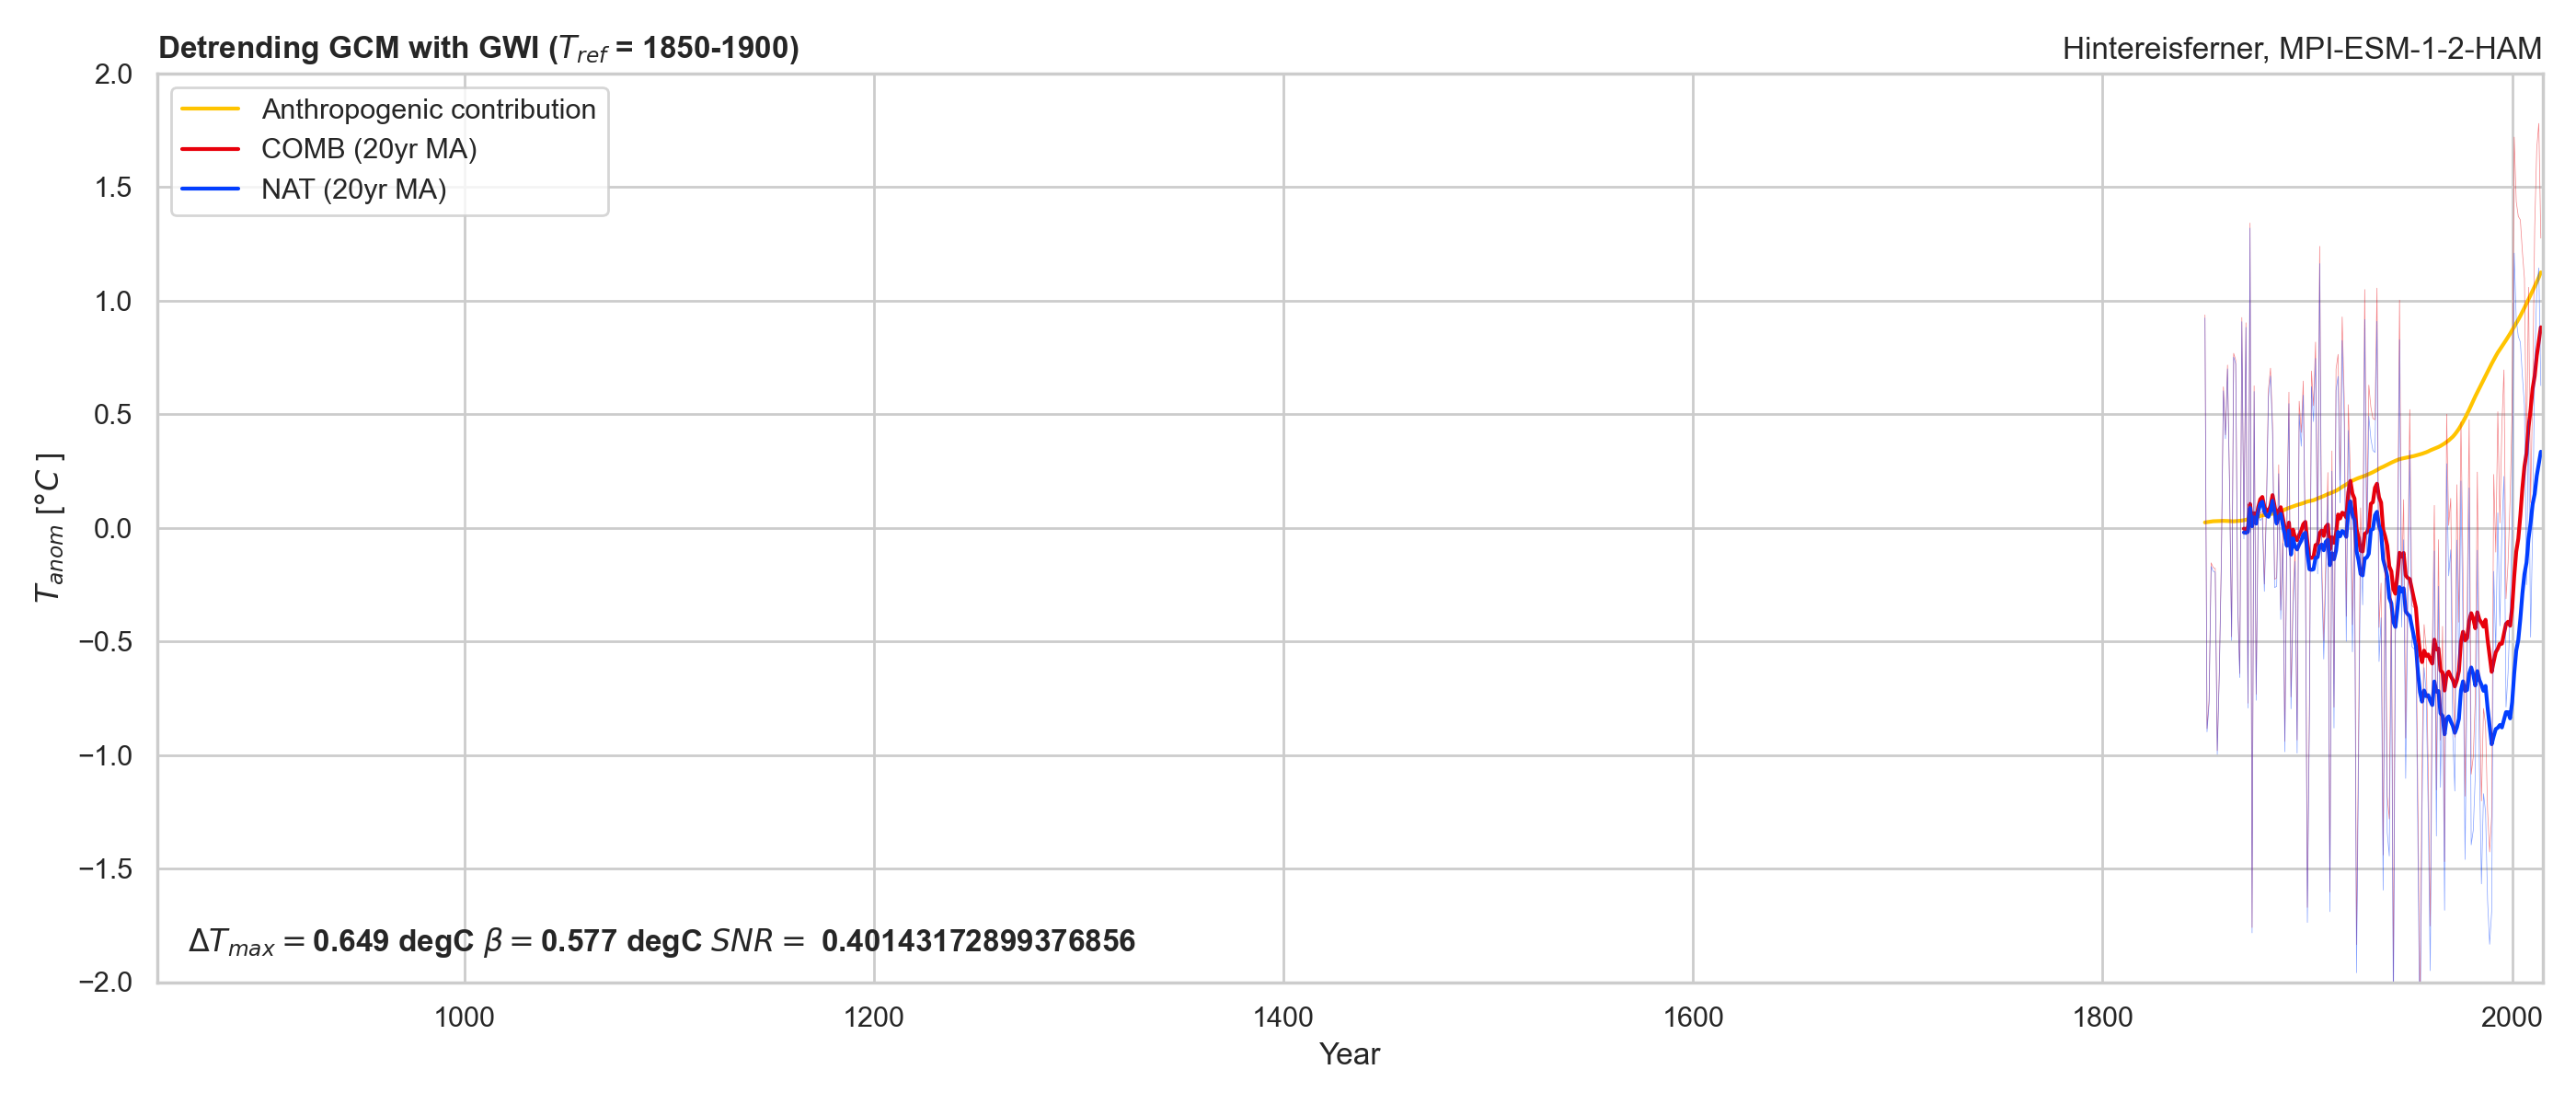 Detrending GCM with GWI (T_ref = 1850-1900)
Hintereisferner, MPI-ESM-1-2-HAM
Anthropogenic contribution
COMB (20yr MA)
NAT (20yr MA)
2.0
1.5
1.0
0.5
0.0
−0.5
−1.0
−1.5
−2.0
T_anom [°C ]
ΔT_max = 0.649 degC β = 0.577 degC SNR = 0.40143172899376856
1000 1200 1400 1600 1800 2000
Year